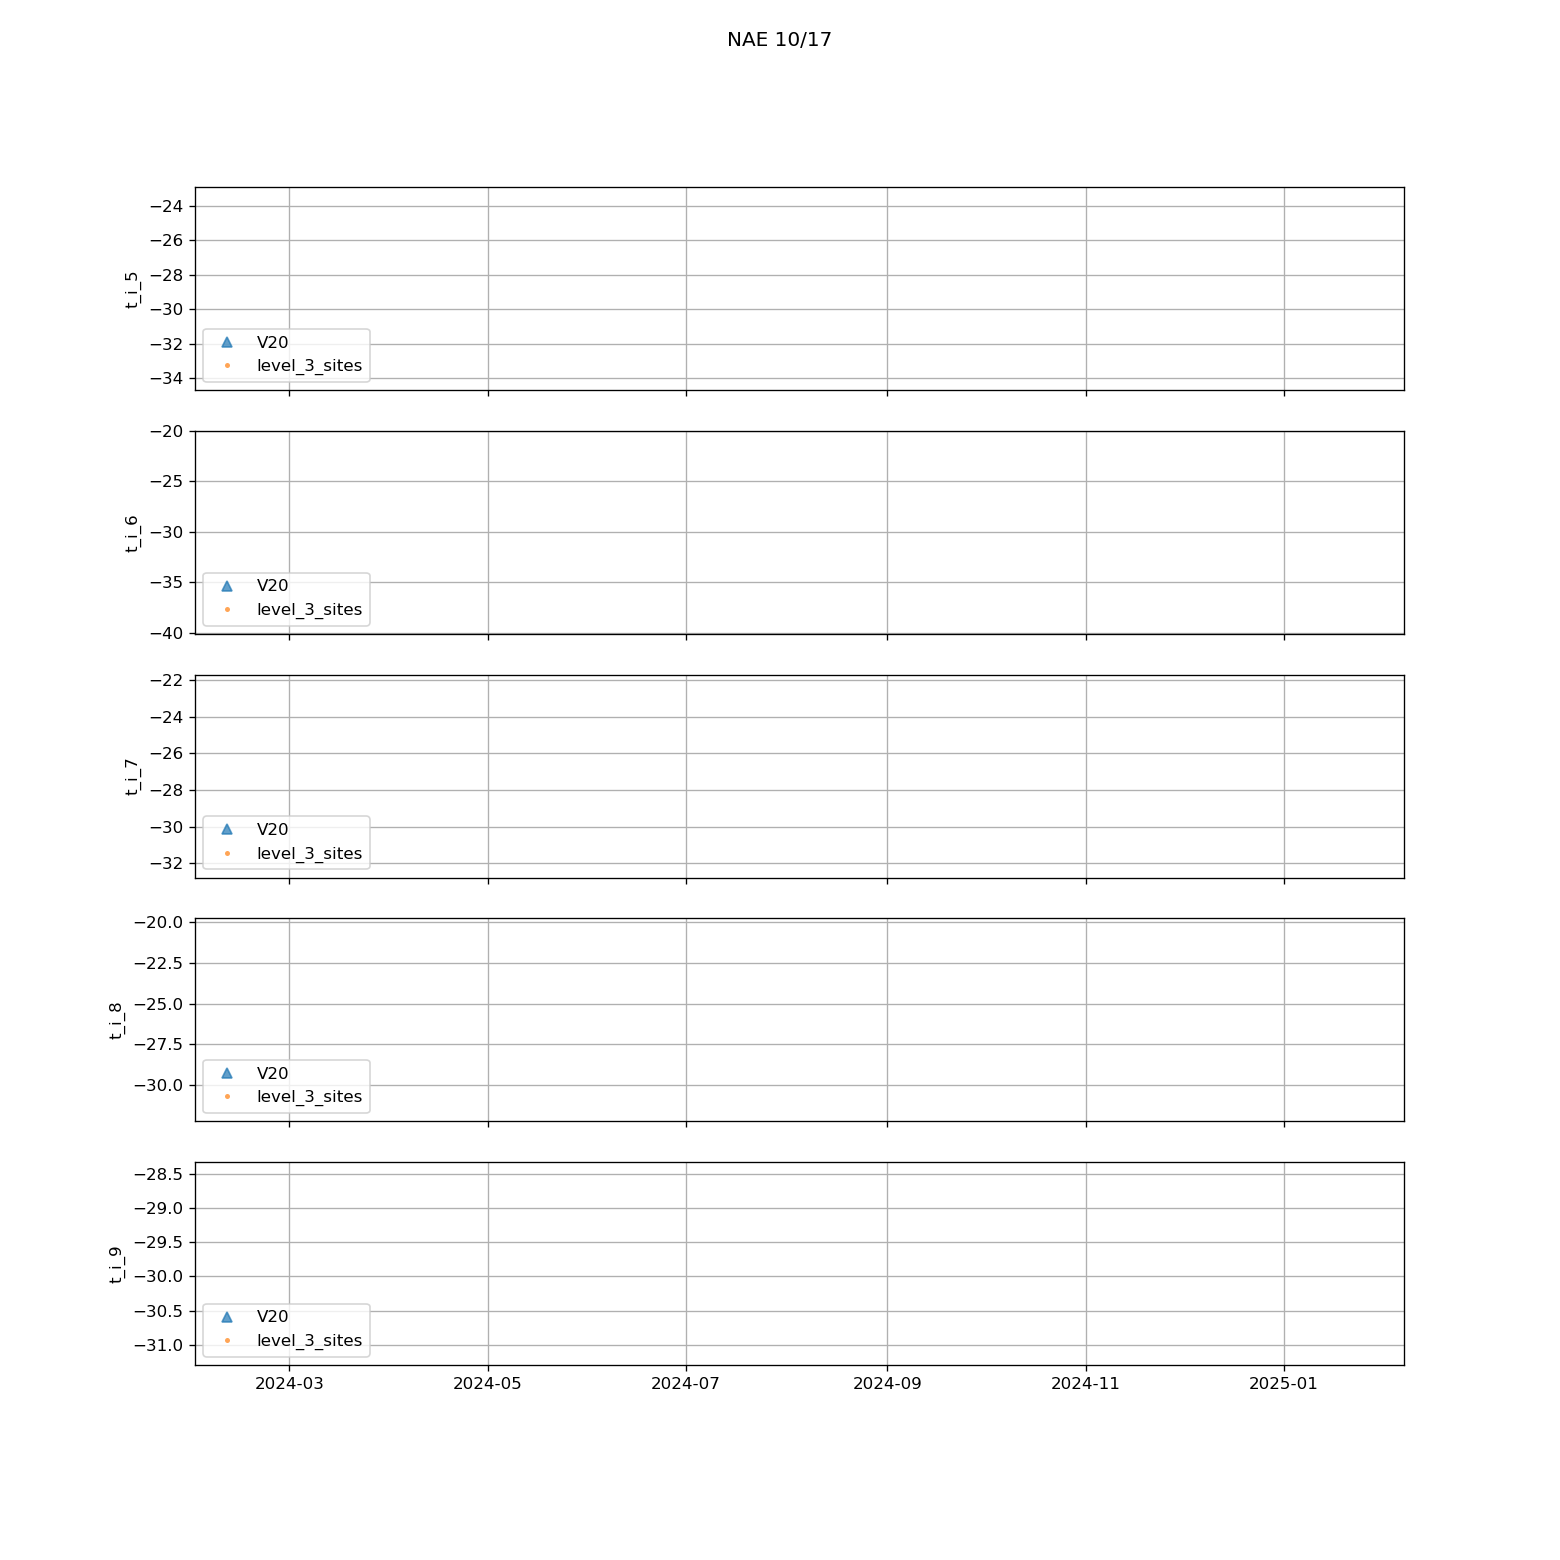 NAE 10/17
t_i_5
−24
−26
−28
−30
−32
−34
V20
level_3_sites
t_i_6
−20
−25
−30
−35
−40
V20
level_3_sites
t_i_7
−22
−24
−26
−28
−30
−32
V20
level_3_sites
t_i_8
−20.0
−22.5
−25.0
−27.5
−30.0
V20
level_3_sites
t_i_9
−28.5
−29.0
−29.5
−30.0
−30.5
−31.0
V20
level_3_sites
2024-03 2024-05 2024-07 2024-09 2024-11 2025-01